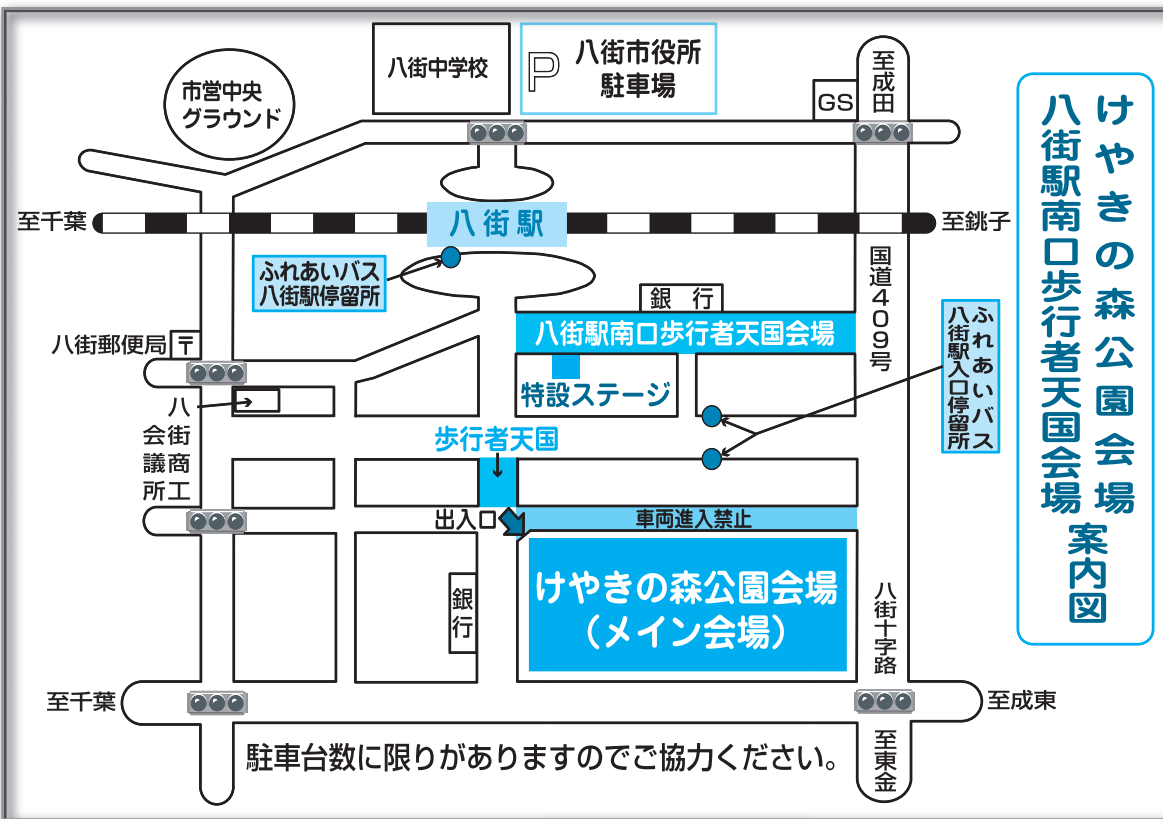 けやきの森公園会場
八街駅南口歩行者天国会場
案内図
市営中央
グラウンド
八街中学校
P
八街市役所
駐車場
GS
至成田
至千葉
八街駅
至銚子
ふれあいバス
八街駅停留所
国道409号
銀行
八街駅南口歩行者天国会場
特設ステージ
ふれあいバス
八街駅入口停留所
八街郵便局
〒
八街商工
会議所
歩行者天国
出入口
車両進入禁止
けやきの森公園会場
(メイン会場)
銀行
八街十字路
至千葉
至成東
至東金
駐車台数に限りがありますのでご協力ください。